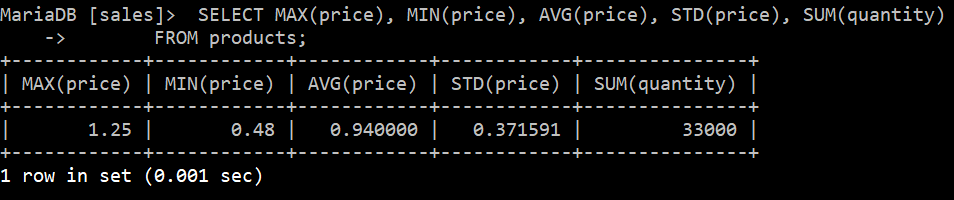 MariaDB [sales]>  SELECT MAX(price), MIN(price), AVG(price), STD(price), SUM(quantity)
    ->        FROM products;
+------------+------------+------------+------------+---------------+
| MAX(price) | MIN(price) | AVG(price) | STD(price) | SUM(quantity) |
+------------+------------+------------+------------+---------------+
|       1.25 |       0.48 |   0.940000 |   0.371591 |         33000 |
+------------+------------+------------+------------+---------------+
1 row in set (0.001 sec)